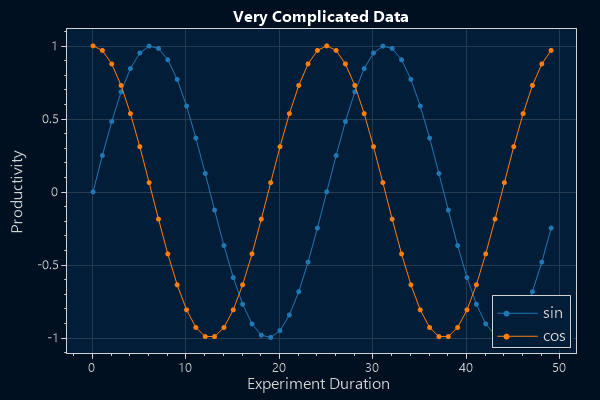 Very Complicated Data
Productivity
1
0.5
0
-0.5
-1
0
10
20
30
40
50
Experiment Duration
sin
cos